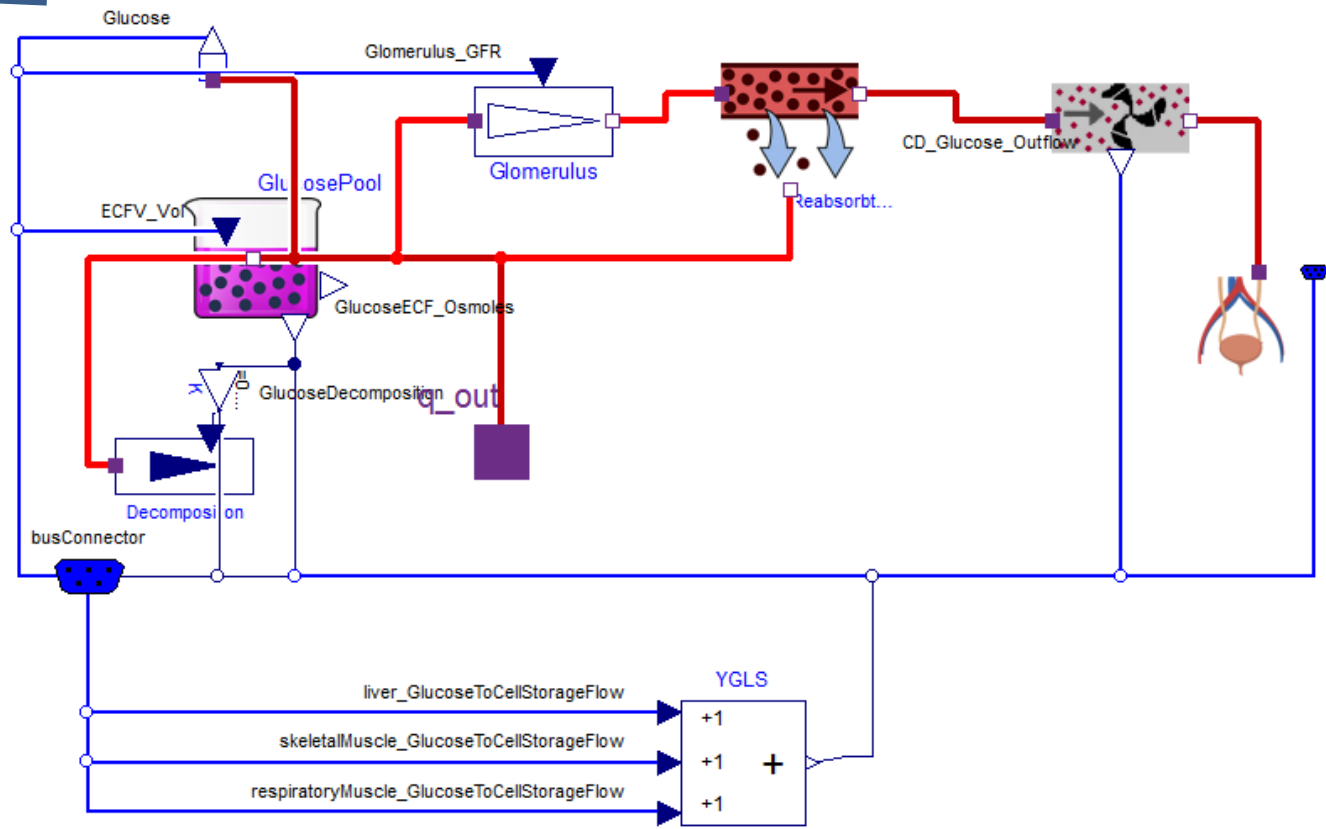 Glucose
Glomerulus_GFR
CD_Glucose_Outflow
Glomerulus
GlucosePool
Reabsorbt...
ECFV_Vol
GlucoseECF_Osmoles
K
GlucoseDecomposition
q_out
Decomposition
busConnector
YGLS
liver_GlucoseToCellStorageFlow
+1
skeletalMuscle_GlucoseToCellStorageFlow
+1 +
respiratoryMuscle_GlucoseToCellStorageFlow
+1